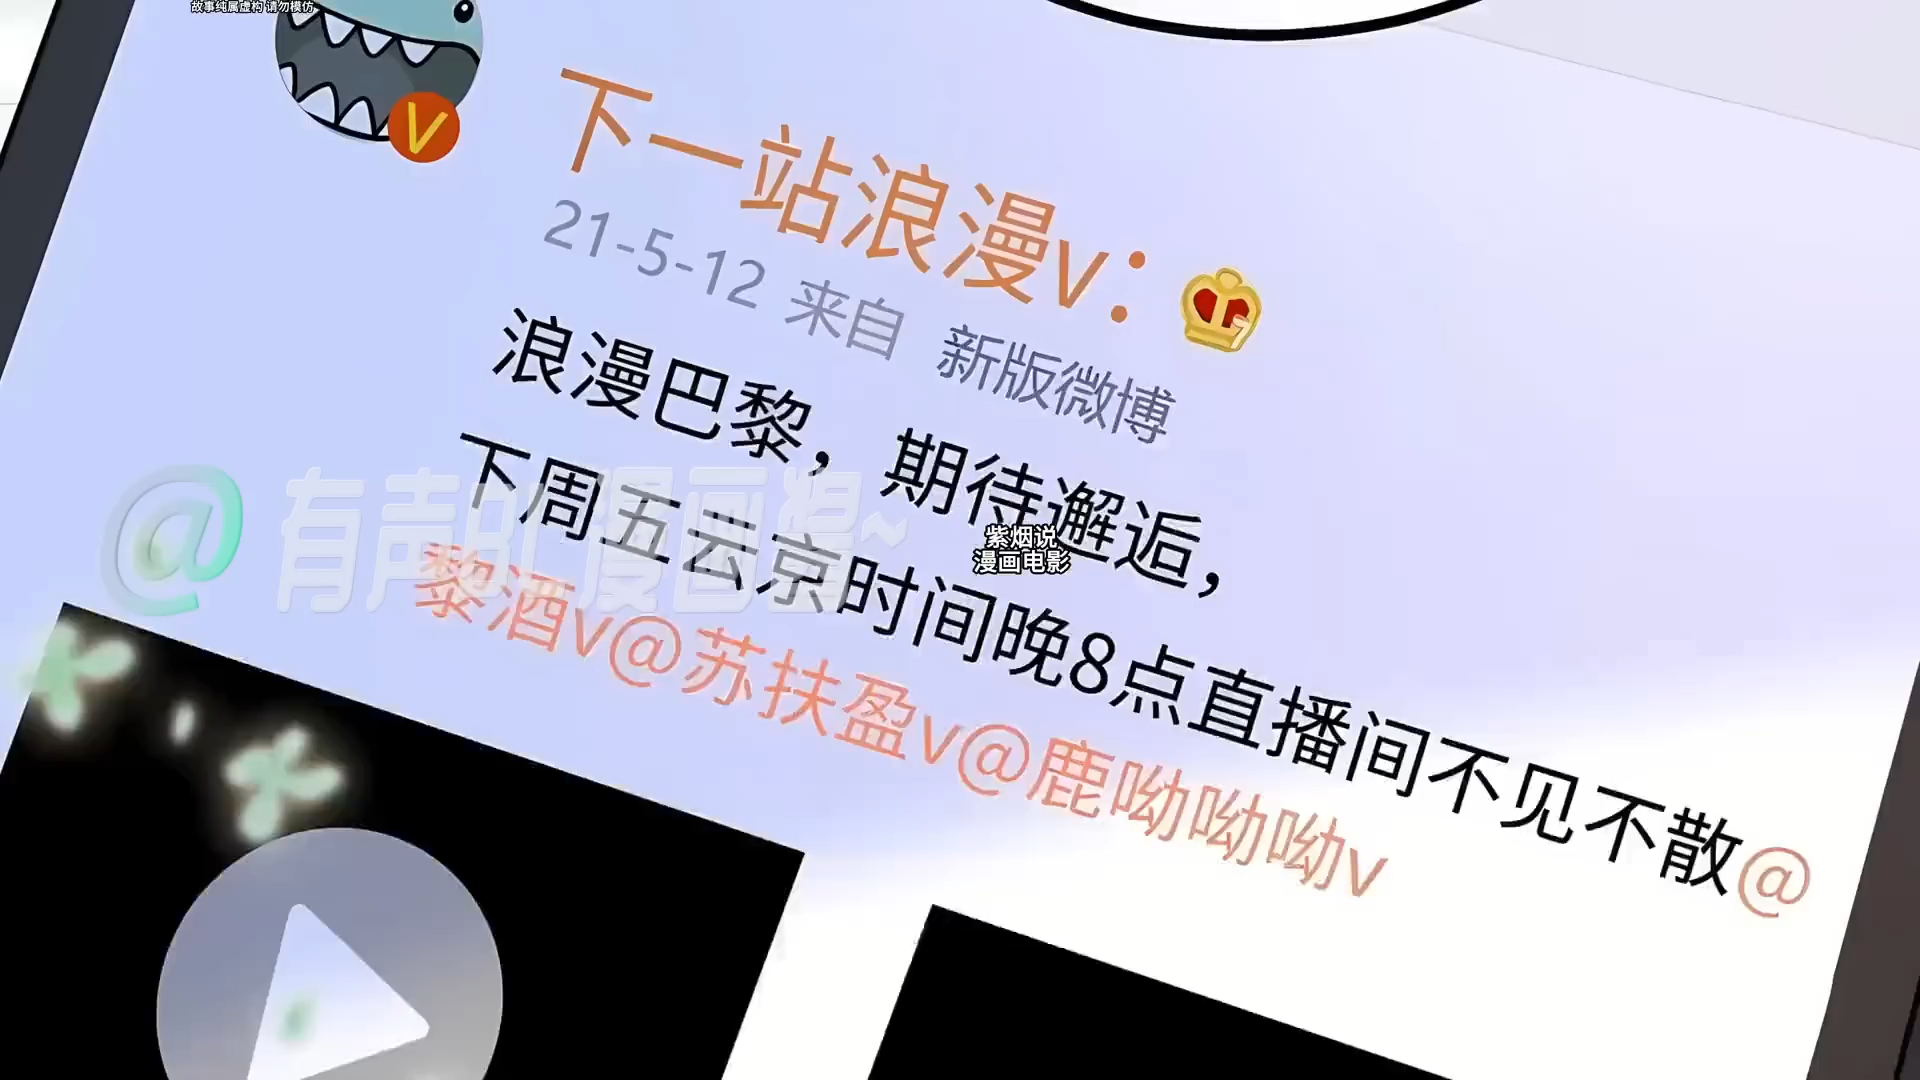 故事纯属虚构 请勿模仿
V
下一站浪漫v：
21-5-12 来自 新版微博
浪漫巴黎，期待邂逅，
下周五云京时间晚8点直播间不见不散@
黎酒v@苏扶盈v@鹿呦呦呦v
紫烟说
漫画电影